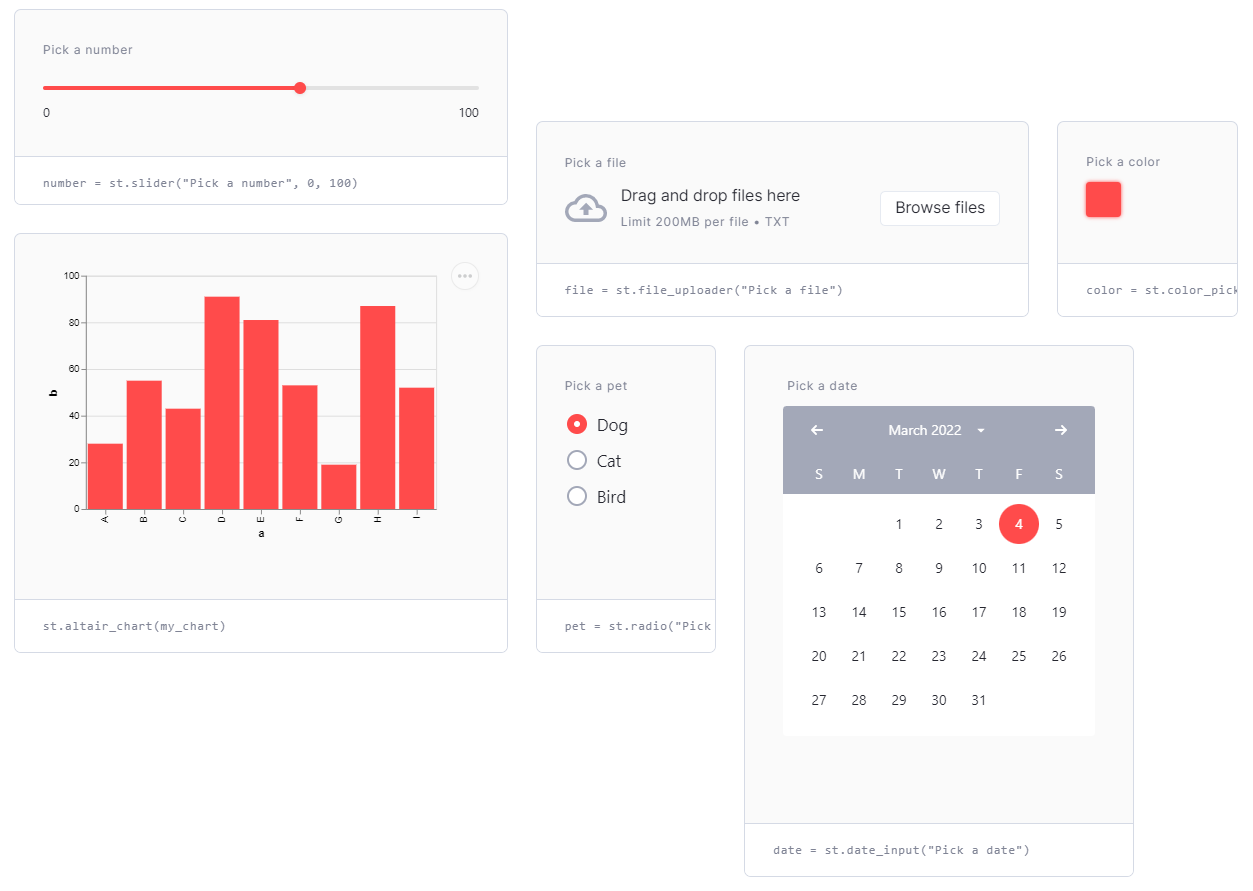 Pick a number
0 100
number = st.slider("Pick a number", 0, 100)
100
80
60
40
20
0
b
A B C D E F G H I
a
st.altair_chart(my_chart)
Pick a file
Drag and drop files here
Limit 200MB per file • TXT
Browse files
file = st.file_uploader("Pick a file")
Pick a color
color = st.color_pick
Pick a pet
Dog
Cat
Bird
pet = st.radio("Pick
Pick a date
March 2022
S M T W T F S
1 2 3 4 5
6 7 8 9 10 11 12
13 14 15 16 17 18 19
20 21 22 23 24 25 26
27 28 29 30 31
date = st.date_input("Pick a date")